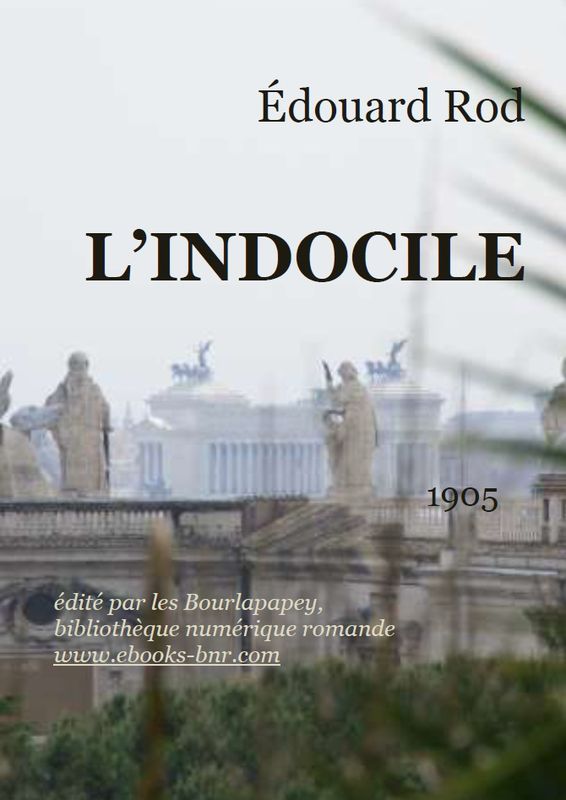 Édouard Rod
L’INDOCILE
1905
édité par les Bourlapapey,
bibliothèque numérique romande
www.ebooks-bnr.com